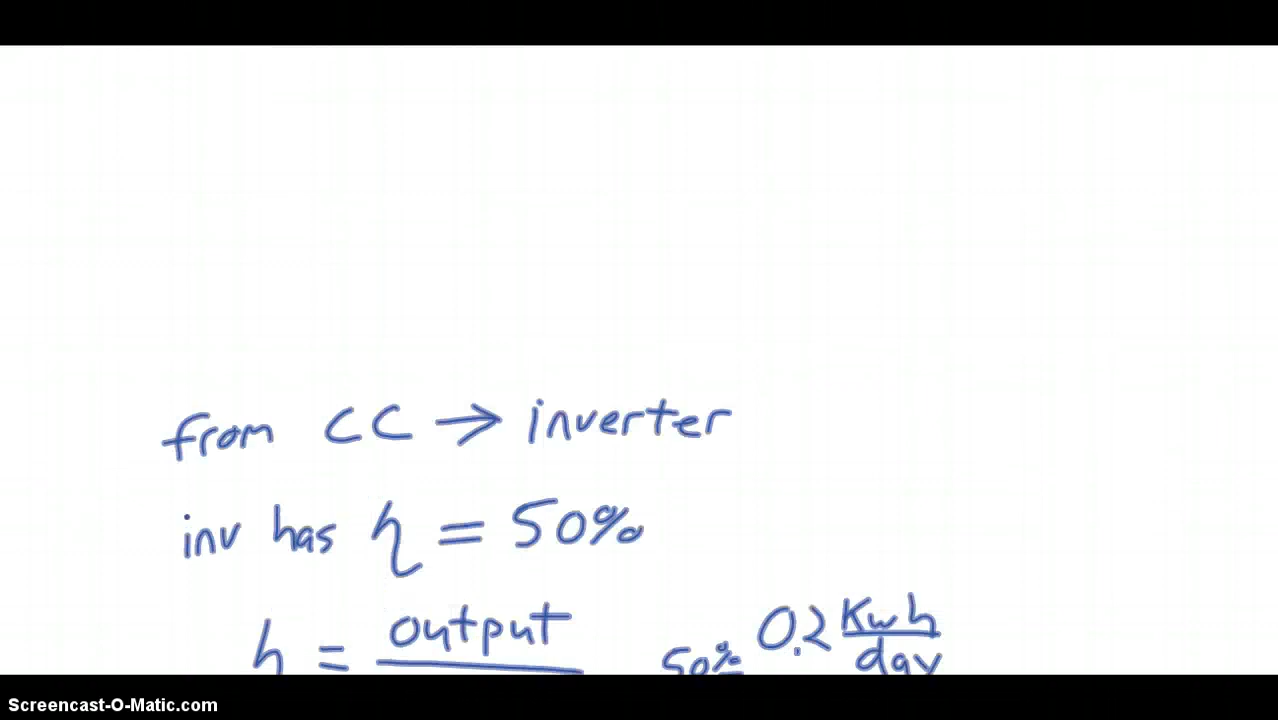 from CC → inverter
inv has η = 50%
η = output 50% = 0.2 Kwh
day
Screencast-O-Matic.com